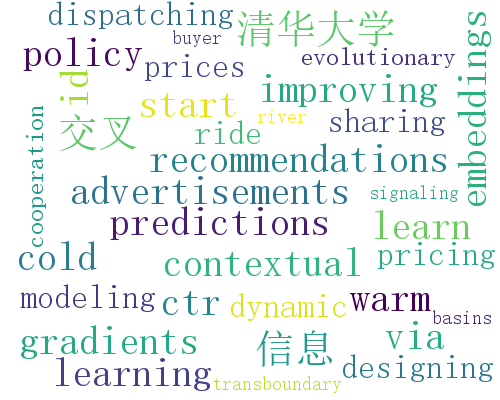 dispatching
清华大学
buyer
policy
evolutionary
embeddings
prices
id
improving
start
river
sharing
交叉
ride
cooperation
recommendations
advertisements
signaling
predictions
learn
cold
contextual
pricing
modeling
ctr
dynamic
warm
basins
gradients
信息
via
designing
learning
transboundary